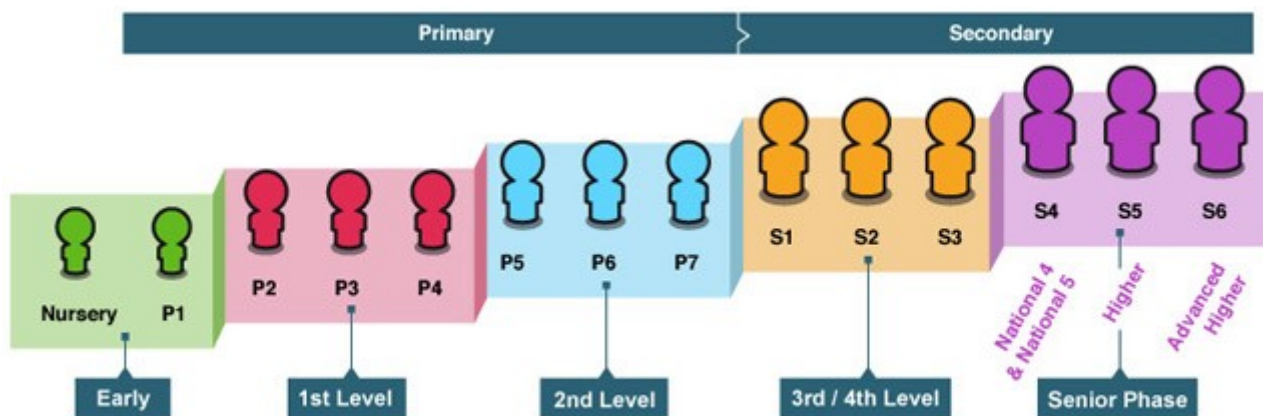 Primary
Secondary
Nursery
P1
P2
P3
P4
P5
P6
P7
S1
S2
S3
S4
S5
S6
National 4
& National 5
Higher
Advanced
Higher
Early
1st Level
2nd Level
3rd / 4th Level
Senior Phase